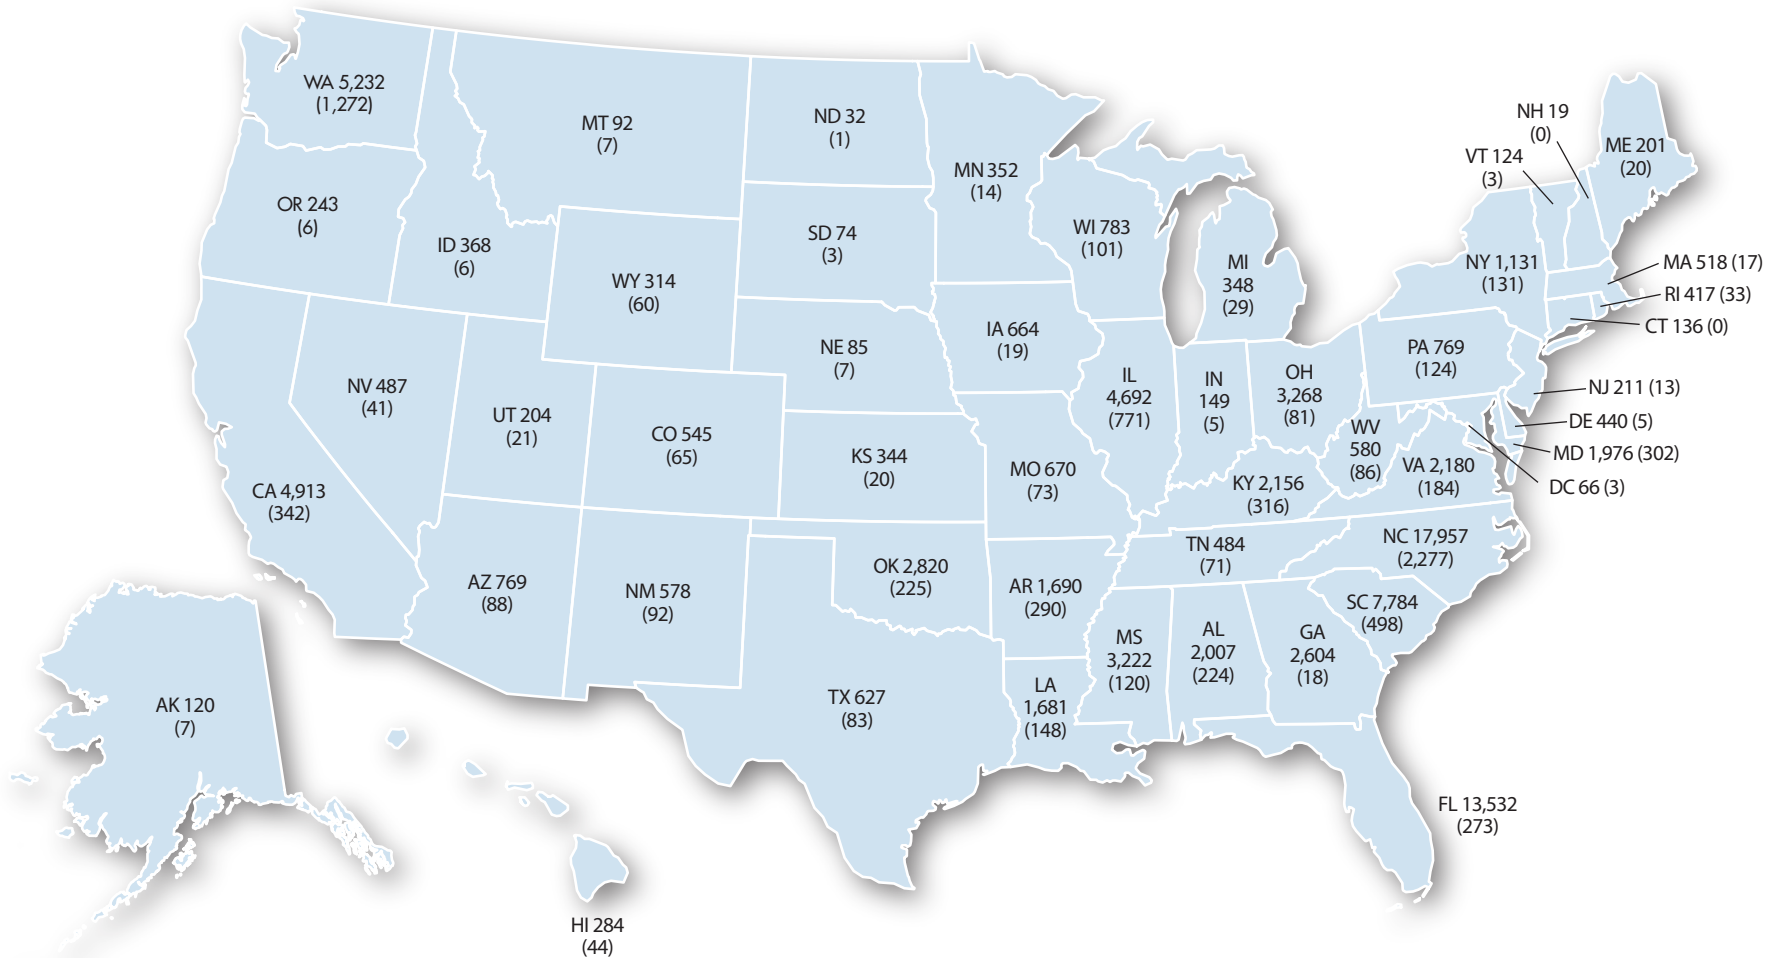 WA 5,232
(1,272)
MT 92
(7)
ND 32
(1)
MN 352
(14)
NH 19
(0)
VT 124
(3)
ME 201
(20)
OR 243
(6)
ID 368
(6)
WY 314
(60)
SD 74
(3)
WI 783
(101)
MI
348
(29)
NY 1,131
(131)
MA 518 (17)
RI 417 (33)
CT 136 (0)
NV 487
(41)
UT 204
(21)
NE 85
(7)
IA 664
(19)
IL
4,692
(771)
IN
149
(5)
OH
3,268
(81)
PA 769
(124)
NJ 211 (13)
DE 440 (5)
MD 1,976 (302)
DC 66 (3)
CA 4,913
(342)
CO 545
(65)
KS 344
(20)
MO 670
(73)
KY 2,156
(316)
WV
580
(86)
VA 2,180
(184)
AZ 769
(88)
NM 578
(92)
OK 2,820
(225)
AR 1,690
(290)
TN 484
(71)
NC 17,957
(2,277)
SC 7,784
(498)
MS
3,222
(120)
AL
2,007
(224)
GA
2,604
(18)
AK 120
(7)
TX 627
(83)
LA
1,681
(148)
FL 13,532
(273)
HI 284
(44)